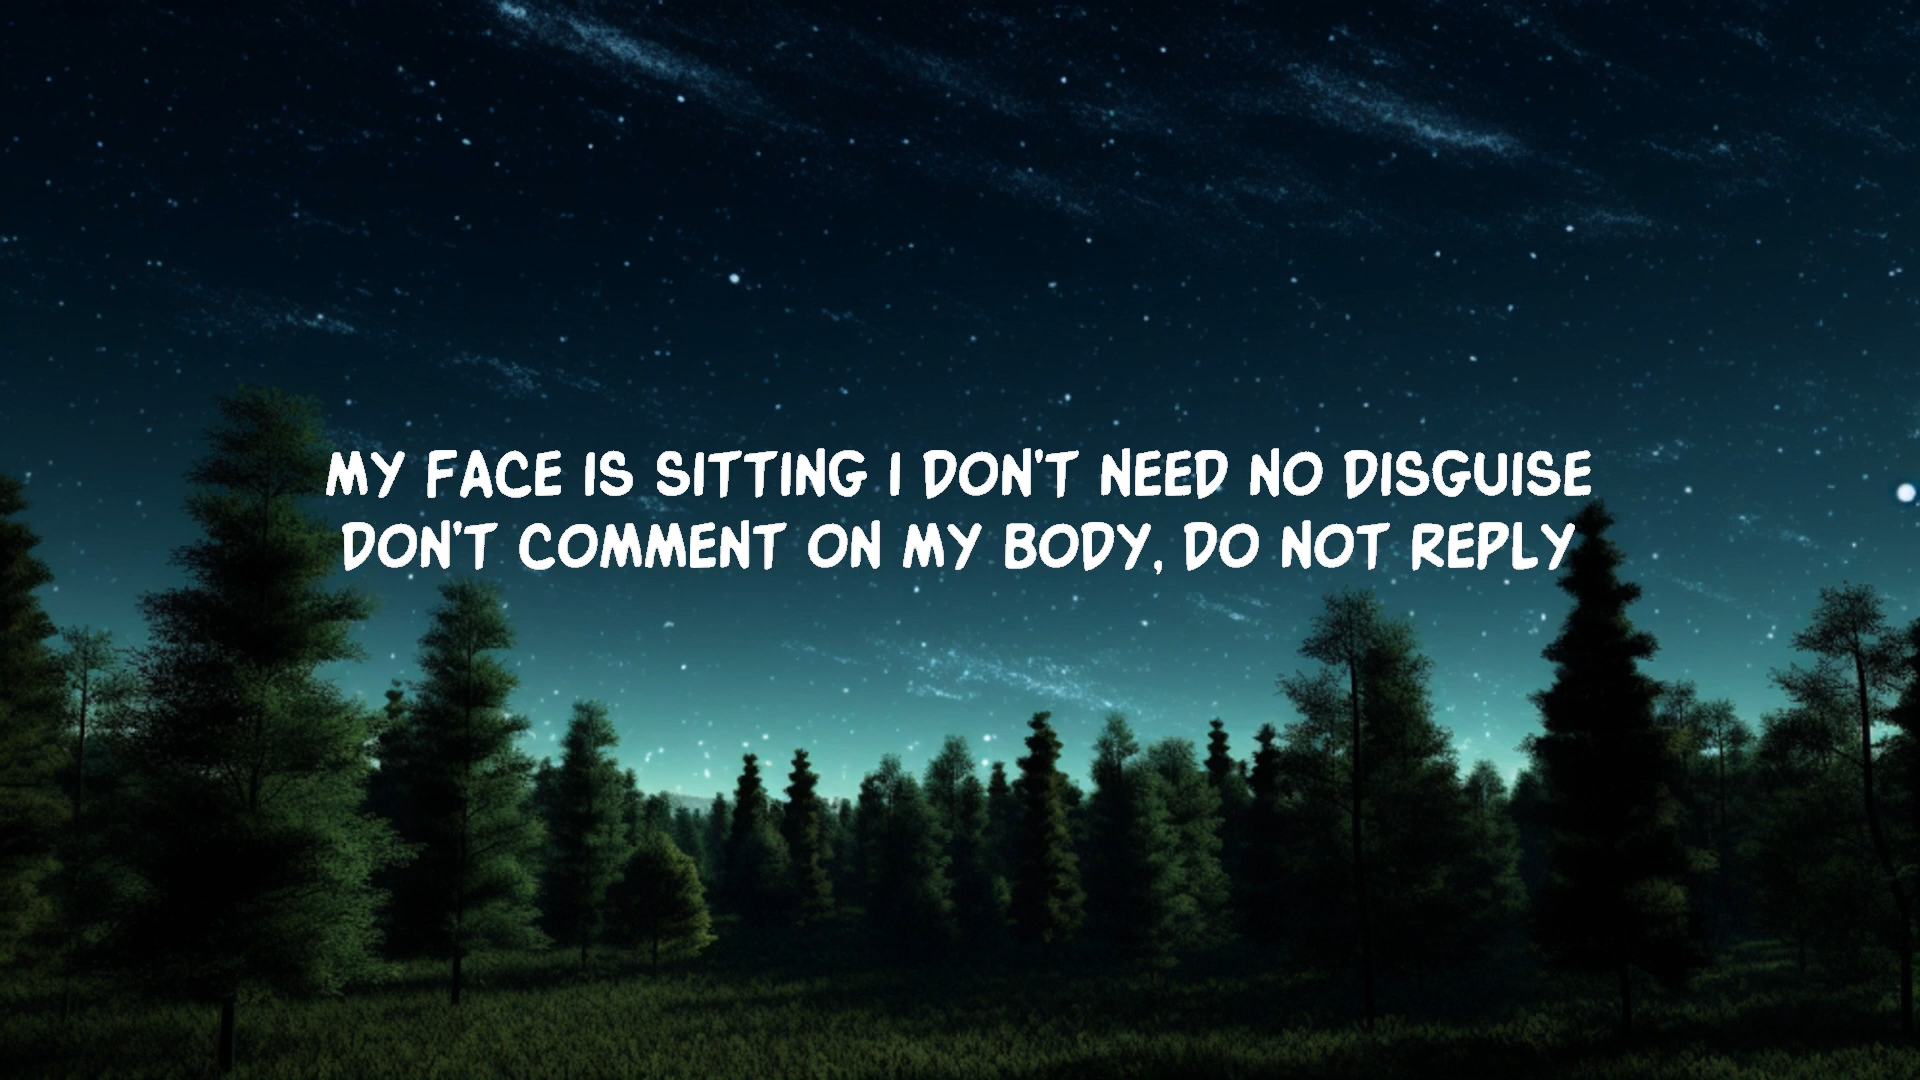 MY FACE IS SITTING I DON'T NEED NO DISGUISE
DON'T COMMENT ON MY BODY, DO NOT REPLY